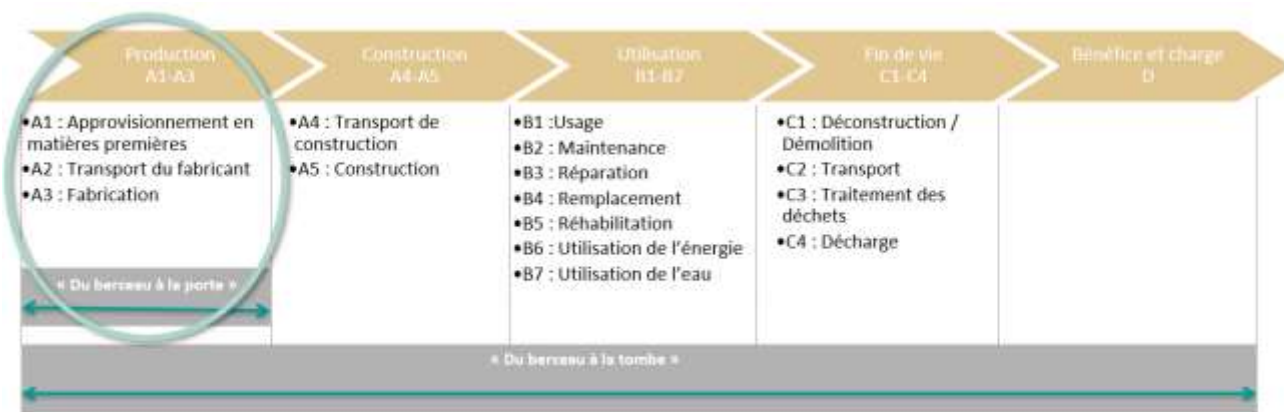 Production
A1-A3
Construction
A4-A5
Utilisation
B1-B7
Fin de vie
C1-C4
Bénéfice et charge
D
•A1 : Approvisionnement en
matières premières
•A2 : Transport du fabricant
•A3 : Fabrication
•A4 : Transport de
construction
•A5 : Construction
•B1 :Usage
•B2 : Maintenance
•B3 : Réparation
•B4 : Remplacement
•B5 : Réhabilitation
•B6 : Utilisation de l'énergie
•B7 : Utilisation de l'eau
•C1 : Déconstruction /
Démolition
•C2 : Transport
•C3 : Traitement des
déchets
•C4 : Décharge
« Du berceau à la porte »
« Du berceau à la tombe »